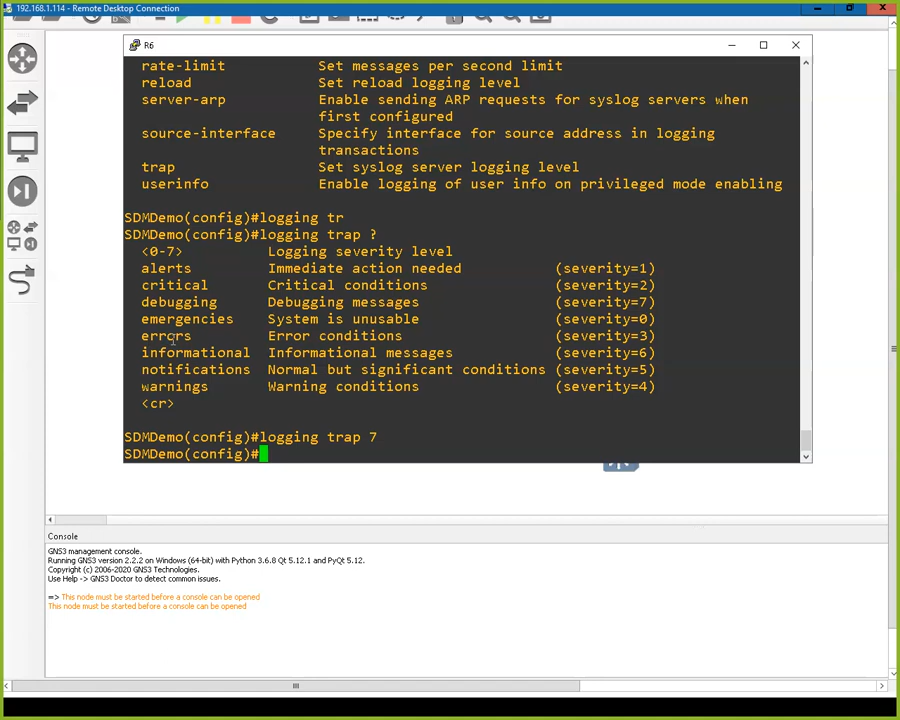 192.168.1.114 - Remote Desktop Connection
R6
rate-limit Set messages per second limit
reload Set reload logging level
server-arp Enable sending ARP requests for syslog servers when
first configured
source-interface Specify interface for source address in logging
transactions
trap Set syslog server logging level
userinfo Enable logging of user info on privileged mode enabling
SDMDemo(config)#logging tr
SDMDemo(config)#logging trap ?
<0-7> Logging severity level
alerts Immediate action needed (severity=1)
critical Critical conditions (severity=2)
debugging Debugging messages (severity=7)
emergencies System is unusable (severity=0)
errors Error conditions (severity=3)
informational Informational messages (severity=6)
notifications Normal but significant conditions (severity=5)
warnings Warning conditions (severity=4)
<cr>
SDMDemo(config)#logging trap 7
SDMDemo(config)#
Console
GNS3 management console.
Running GNS3 version 2.2.2 on Windows (64-bit) with Python 3.6.8 Qt 5.12.1 and PyQt 5.12.
Copyright (c) 2006-2020 GNS3 Technologies.
Use Help -> GNS3 Doctor to detect common issues.
=> This node must be started before a console can be opened
This node must be started before a console can be opened